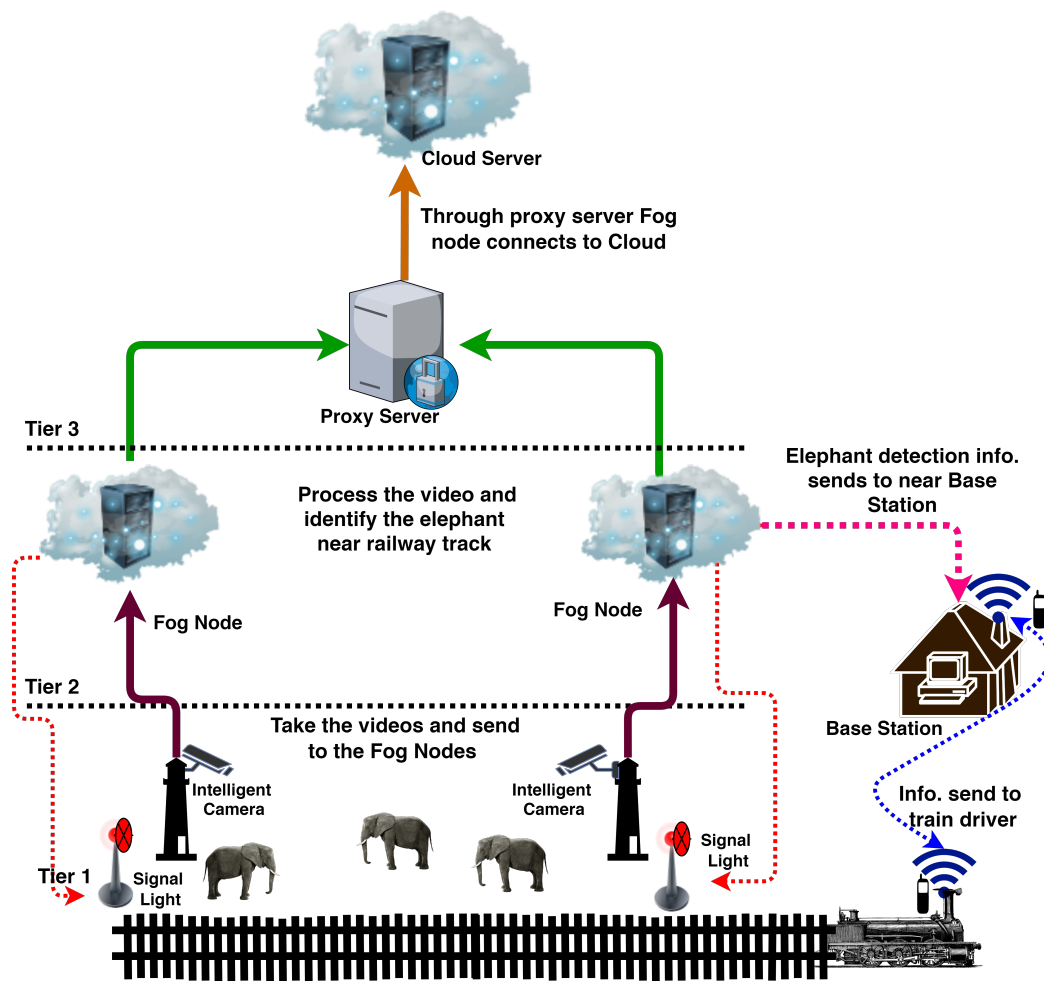 Cloud Server
Through proxy server Fog
node connects to Cloud
Proxy Server
Tier 3
Process the video and
identify the elephant
near railway track
Elephant detection info.
sends to near Base
Station
Fog Node
Fog Node
Tier 2
Take the videos and send
to the Fog Nodes
Base Station
Intelligent
Camera
Intelligent
Camera
Info. send to
train driver
Signal
Light
Tier 1
Signal
Light